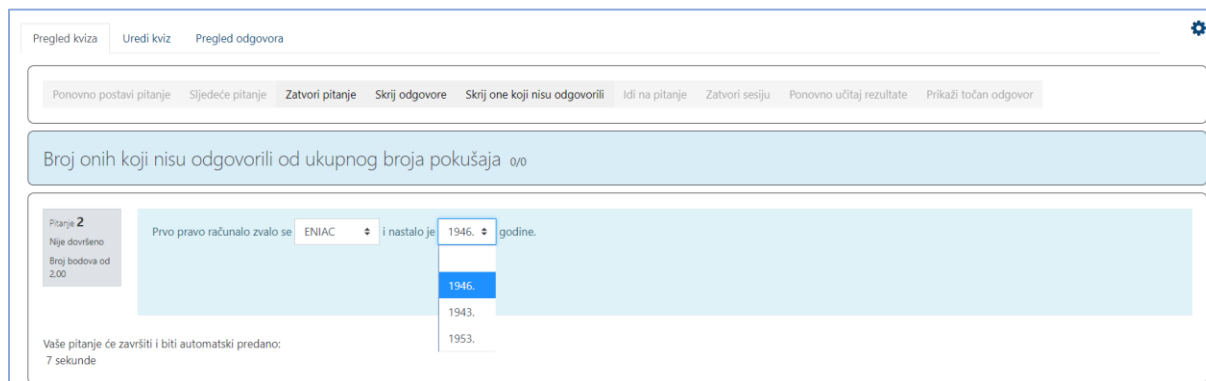 Pregled kviza Uredi kviz Pregled odgovora
Ponovno postavi pitanje Sljedeće pitanje Zatvori pitanje Skrij odgovore Skrij one koji nisu odgovorili Idi na pitanje Zatvori sesiju Ponovno učitaj rezultate Prikaži točan odgovor
Broj onih koji nisu odgovorili od ukupnog broja pokušaja 0/0
Pitanje 2
Nije dovršeno
Broj bodova od
2,00
Prvo pravo računalo zvalo se ENIAC i nastalo je 1946. godine.
1946.
1943.
1953.
Vaše pitanje će završiti i biti automatski predano:
7 sekunde